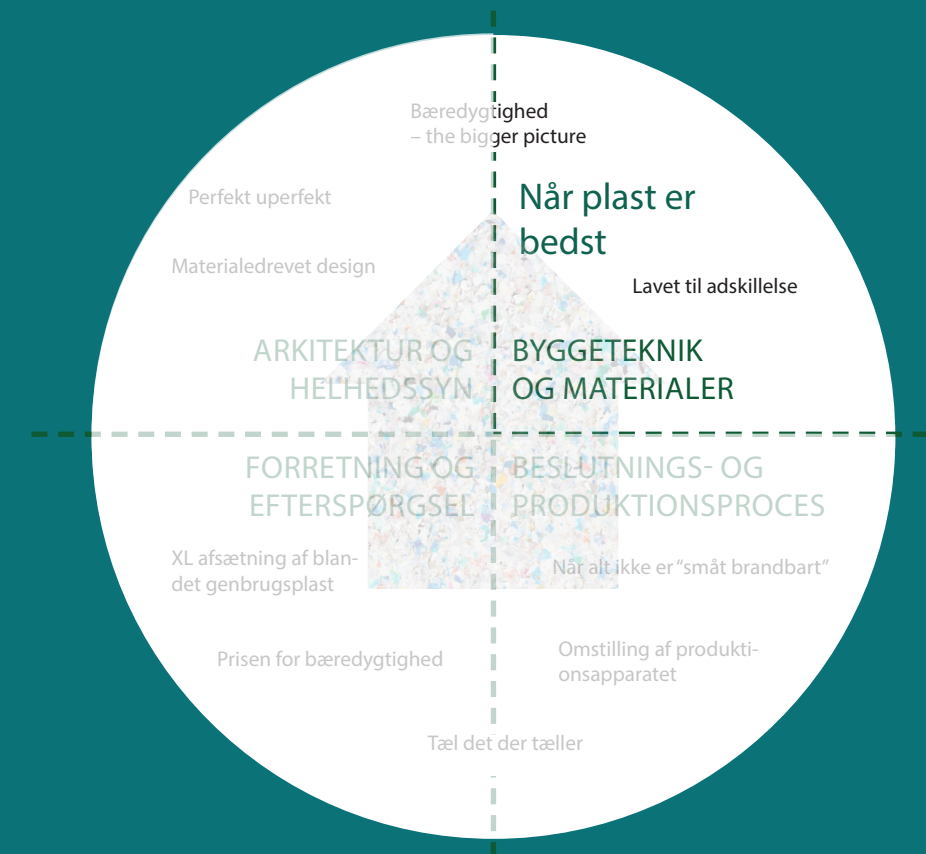 Bæredygtighed
– the bigger picture
Perfekt uperfekt
Når plast er
bedst
Materialedrevet design
Lavet til adskillelse
ARKITEKTUR OG
HELHEDSSYN
BYGGETEKNIK
OG MATERIALER
FORRETNING OG
EFTERSPØRGSEL
BESLUTNINGS- OG
PRODUKTIONSPROCES
XL afsætning af blan-
det genbrugsplast
Når alt ikke er “småt brandbart”
Prisen for bæredygtighed
Omstilling af produkti-
onsapparatet
Tæl det der tæller